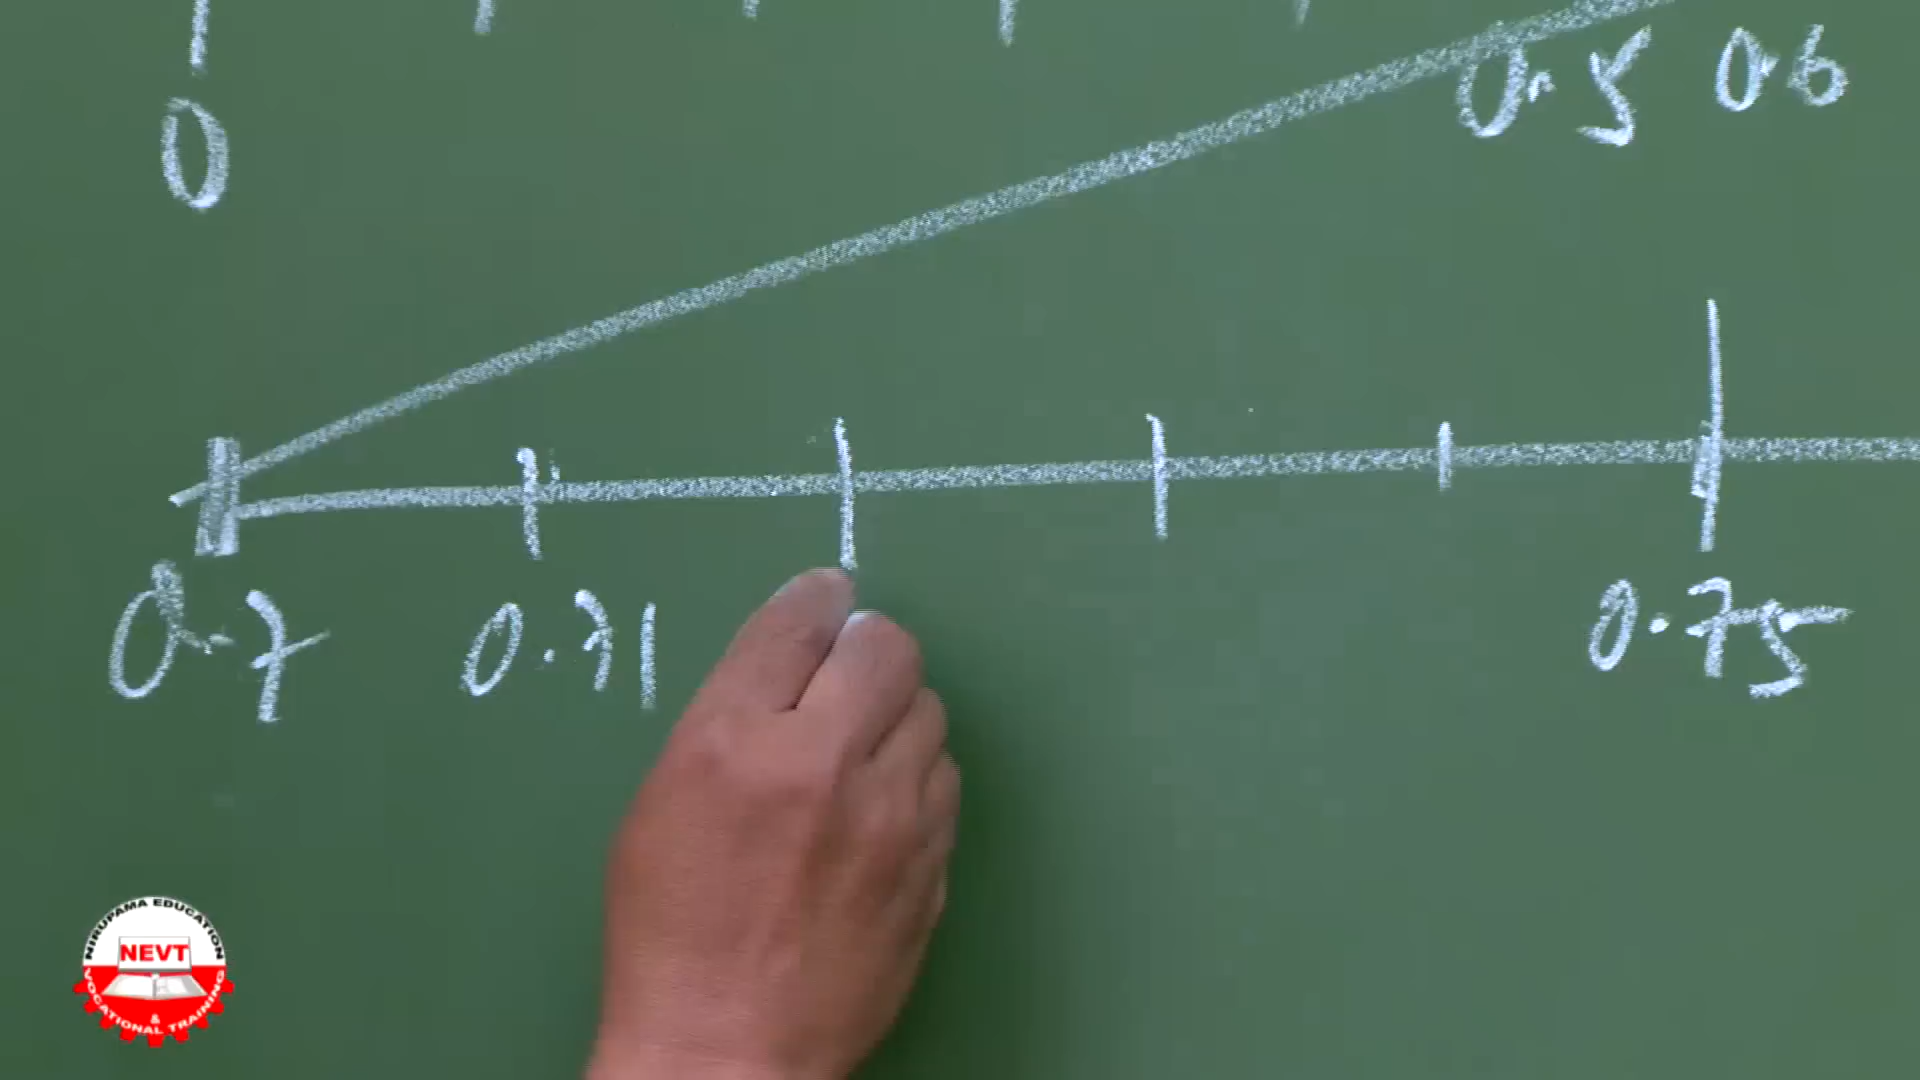 0.5 0.6
0
0.7 0.71 0.75
NIRUPAMA EDUCATION
NEVT
&
VOCATIONAL TRAINING